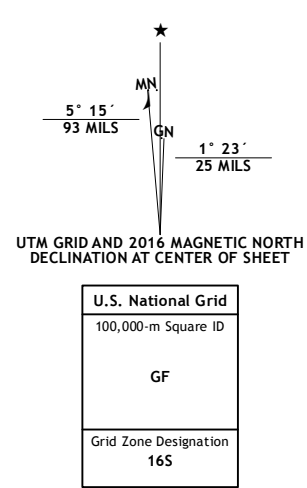 ★
MN
GN
5° 15´
93 MILS
1° 23´
25 MILS
UTM GRID AND 2016 MAGNETIC NORTH
DECLINATION AT CENTER OF SHEET
U.S. National Grid
100,000-m Square ID
GF
Grid Zone Designation
16S